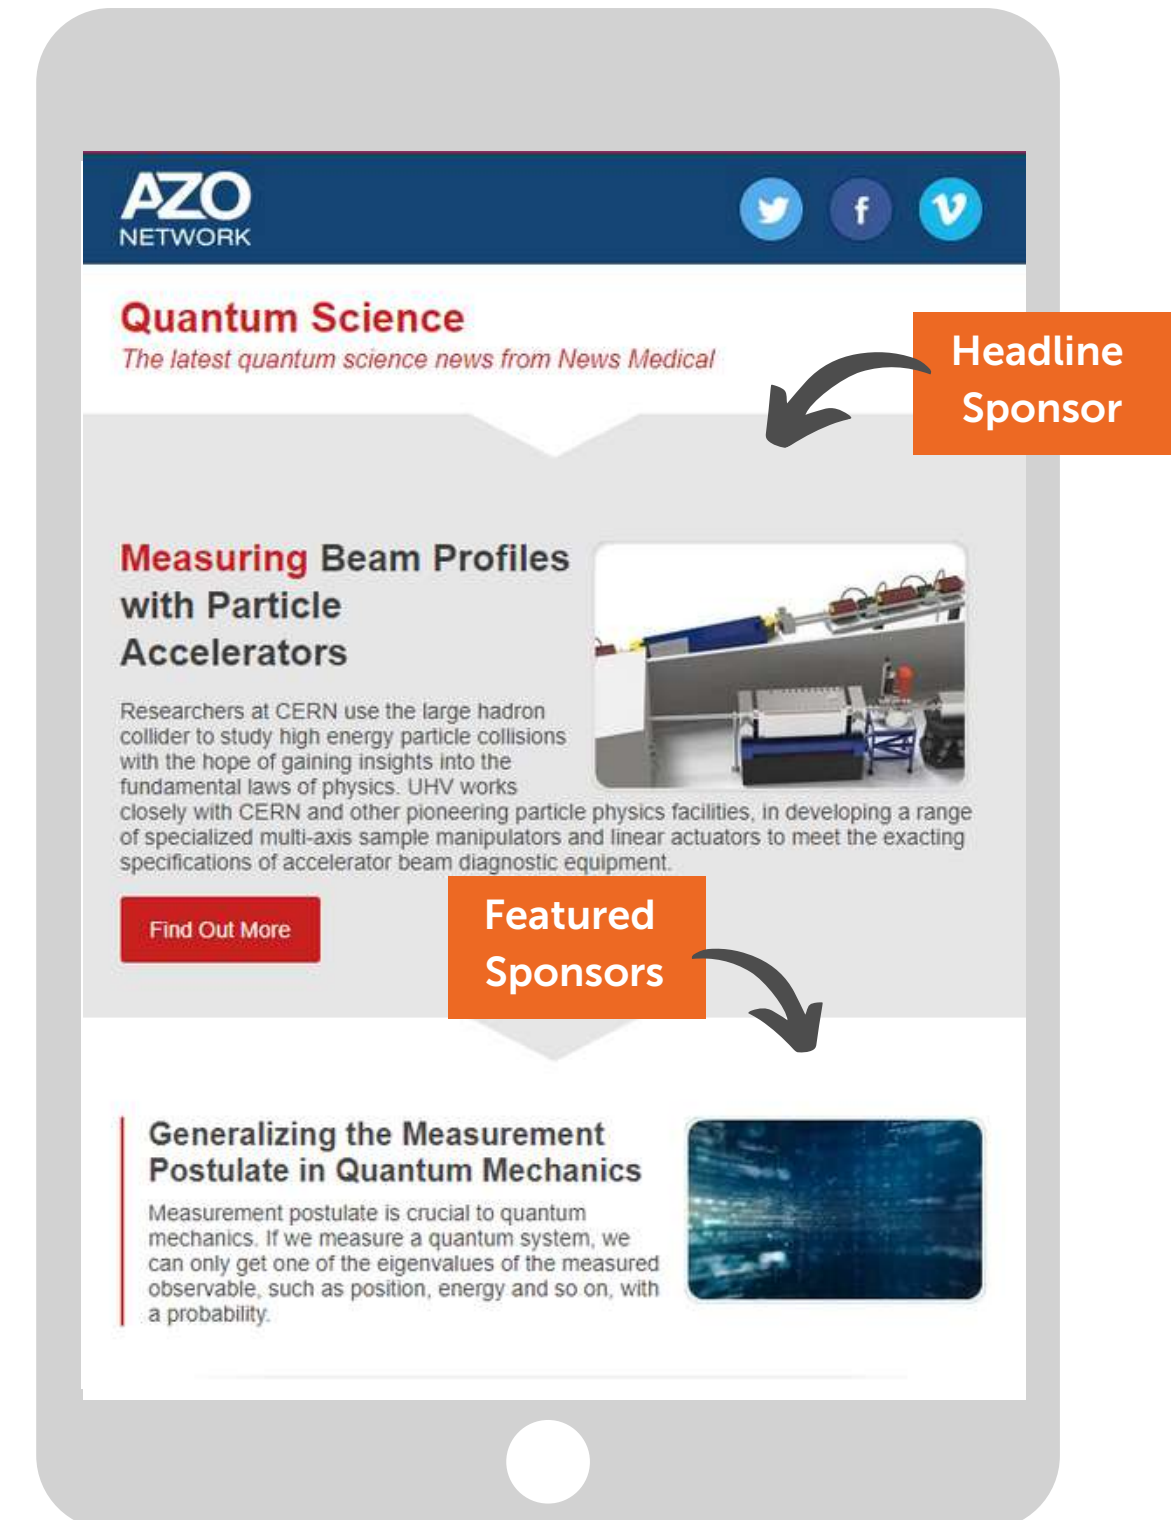 AZO
NETWORK
f
Quantum Science
The latest quantum science news from News Medical
Headline
Sponsor
Measuring Beam Profiles
with Particle
Accelerators
Researchers at CERN use the large hadron
collider to study high energy particle collisions
with the hope of gaining insights into the
fundamental laws of physics. UHV works
closely with CERN and other pioneering particle physics facilities, in developing a range
of specialized multi-axis sample manipulators and linear actuators to meet the exacting
specifications of accelerator beam diagnostic equipment.
Find Out More
Featured
Sponsors
Generalizing the Measurement
Postulate in Quantum Mechanics
Measurement postulate is crucial to quantum
mechanics. If we measure a quantum system, we
can only get one of the eigenvalues of the measured
observable, such as position, energy and so on, with
a probability.